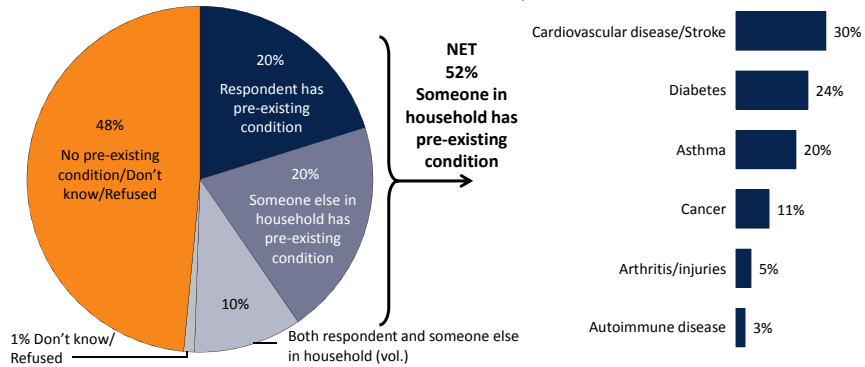 20%
Respondent has
pre-existing
condition
48%
No pre-existing
condition/Don't
know/Refused
20%
Someone else in
household has
pre-existing
condition
10%
1% Don't know/
Refused
Both respondent and someone else
in household (vol.)
NET
52%
Someone in
household has
pre-existing
condition
Cardiovascular disease/Stroke 30%
Diabetes 24%
Asthma 20%
Cancer 11%
Arthritis/injuries 5%
Autoimmune disease 3%